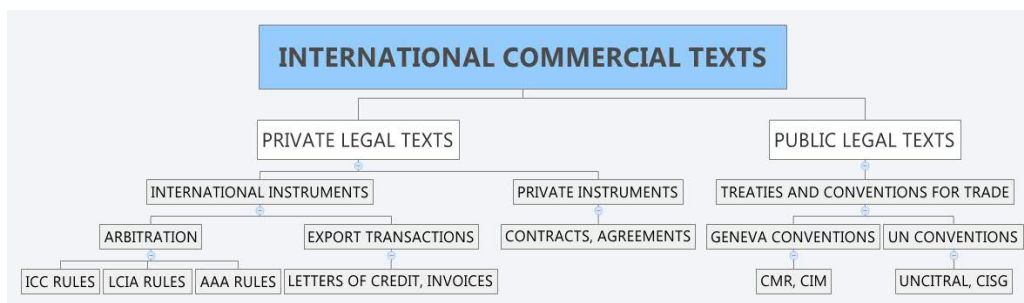 INTERNATIONAL COMMERCIAL TEXTS
PRIVATE LEGAL TEXTS
PUBLIC LEGAL TEXTS
INTERNATIONAL INSTRUMENTS
PRIVATE INSTRUMENTS
TREATIES AND CONVENTIONS FOR TRADE
ARBITRATION
EXPORT TRANSACTIONS
CONTRACTS, AGREEMENTS
GENEVA CONVENTIONS
UN CONVENTIONS
ICC RULES
LCIA RULES
AAA RULES
LETTERS OF CREDIT, INVOICES
CMR, CIM
UNCITRAL, CISG